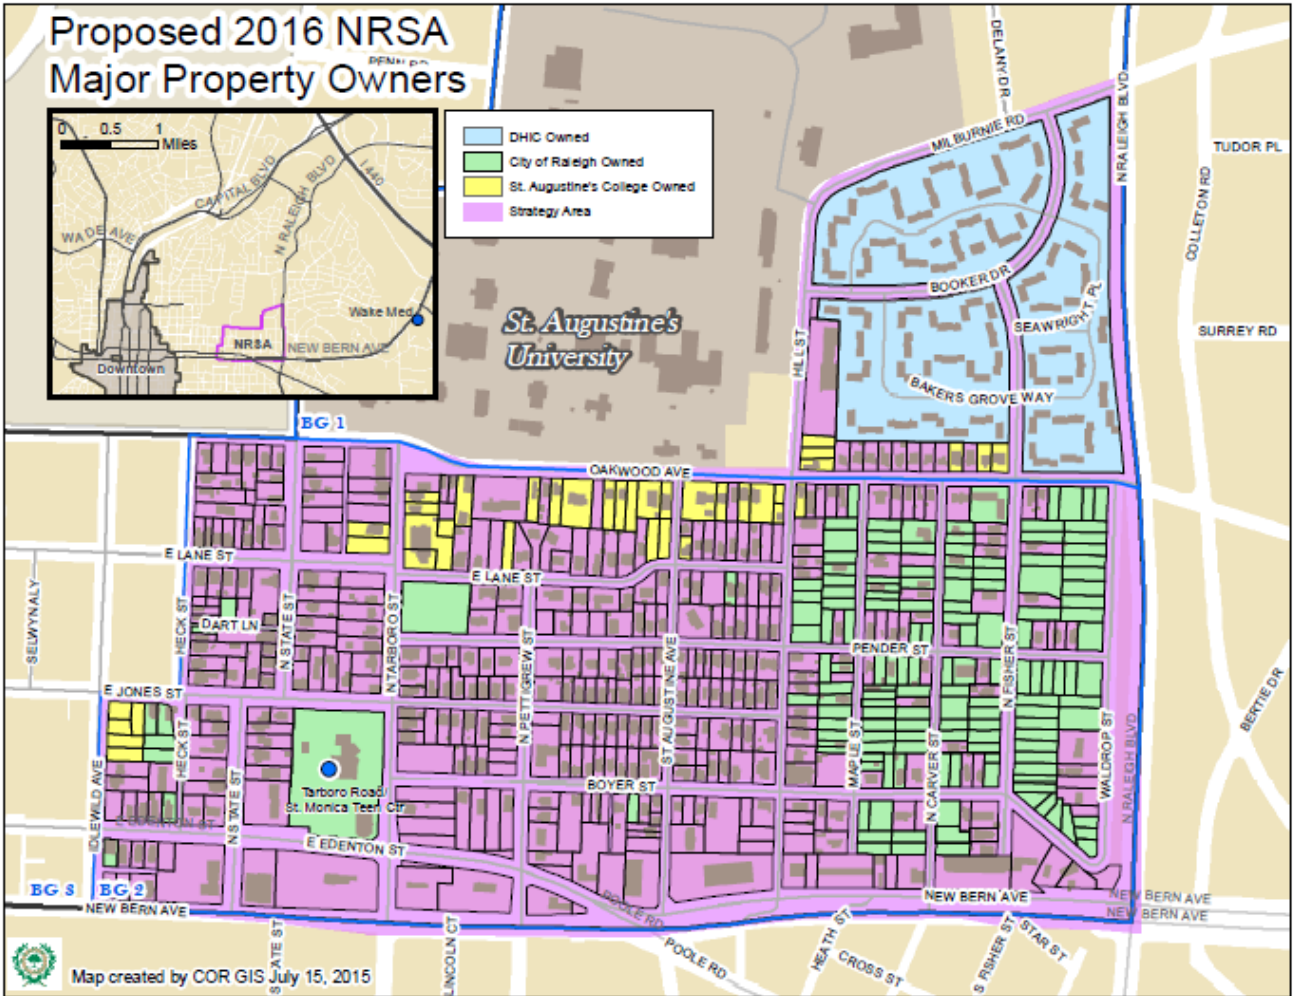 Proposed 2016 NRSA
Major Property Owners
PENN RD
0 0.5 1
Miles
CAPITAL BLVD
N RALEIGH BLVD
I 440
WADE AVE
Wake Med
NRSA
NEW BERN AVE
Downtown
DHIC Owned
City of Raleigh Owned
St. Augustine's College Owned
Strategy Area
DELANY DR
MILBURNIE RD
N RALEIGH BLVD
TUDOR PL
COLLETON RD
SURREY RD
BOOKER DR
SEAWRIGHT PL
BAKERS GROVE WAY
HILL ST
St. Augustine's
University
BG 1
OAKWOOD AVE
E LANE ST
E LANE ST
SELWYN ALY
HECK ST
DART LN
N STATE ST
N TARBORO ST
N PETTIGREW ST
ST AUGUSTINE AVE
PENDER ST
N FISHER ST
BERTIE DR
E JONES ST
HECK ST
N STATE ST
IDLEWILD AVE
Tarboro Road/
St. Monica Teen Ctr
BOYER ST
MAPLE ST
N CARVER ST
WALDROP ST
N RALEIGH BLVD
E EDENTON ST
E EDENTON ST
BG 3
BG 2
NEW BERN AVE
POOLE RD
NEW BERN AVE
NEW BERN AVE
NEW BERN AVE
S STATE ST
LINCOLN CT
POOLE RD
HEATH ST
CROSS ST
S FISHER ST
STAR ST
Map created by COR GIS July 15, 2015